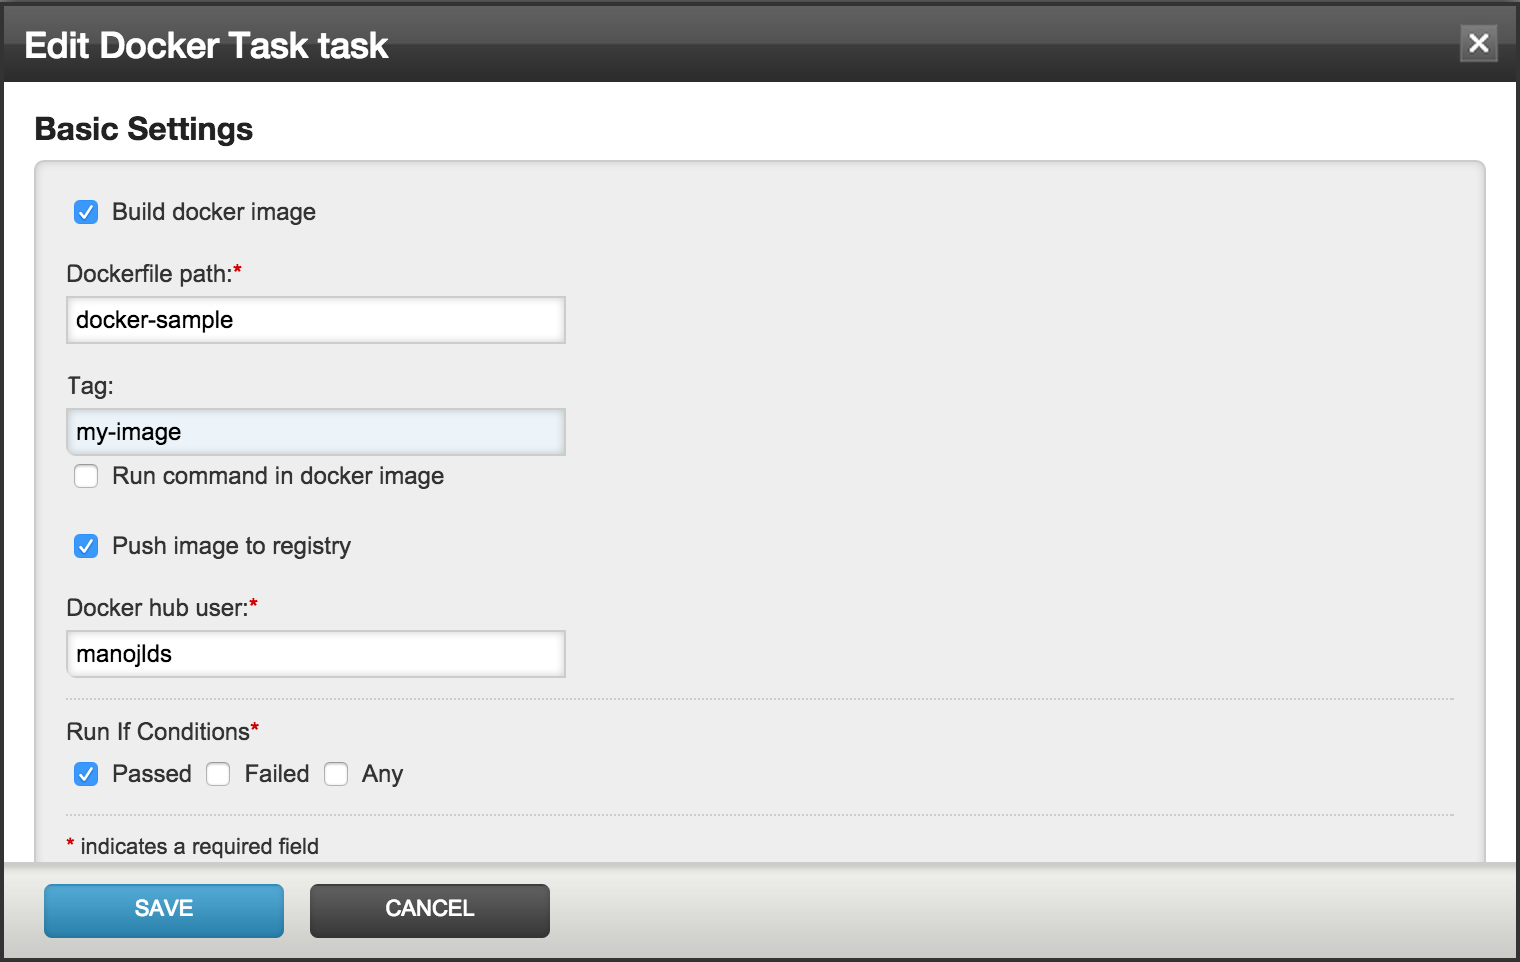 Edit Docker Task task
Basic Settings
Build docker image
Dockerfile path:*
docker-sample
Tag:
my-image
Run command in docker image
Push image to registry
Docker hub user:*
manojlds
Run If Conditions*
Passed Failed Any
* indicates a required field
SAVE CANCEL